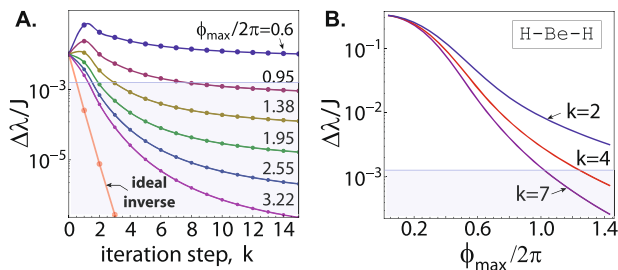 A.
ϕmax/2π=0.6
0.95
1.38
1.95
2.55
3.22
ideal
inverse
10⁻³
10⁻⁵
Δλ/J
0 2 4 6 8 10 12 14
iteration step, k
B.
H-Be-H
k=2
k=4
k=7
10⁻¹
10⁻²
10⁻³
Δλ/J
0.2 0.6 1.0 1.4
ϕmax/2π